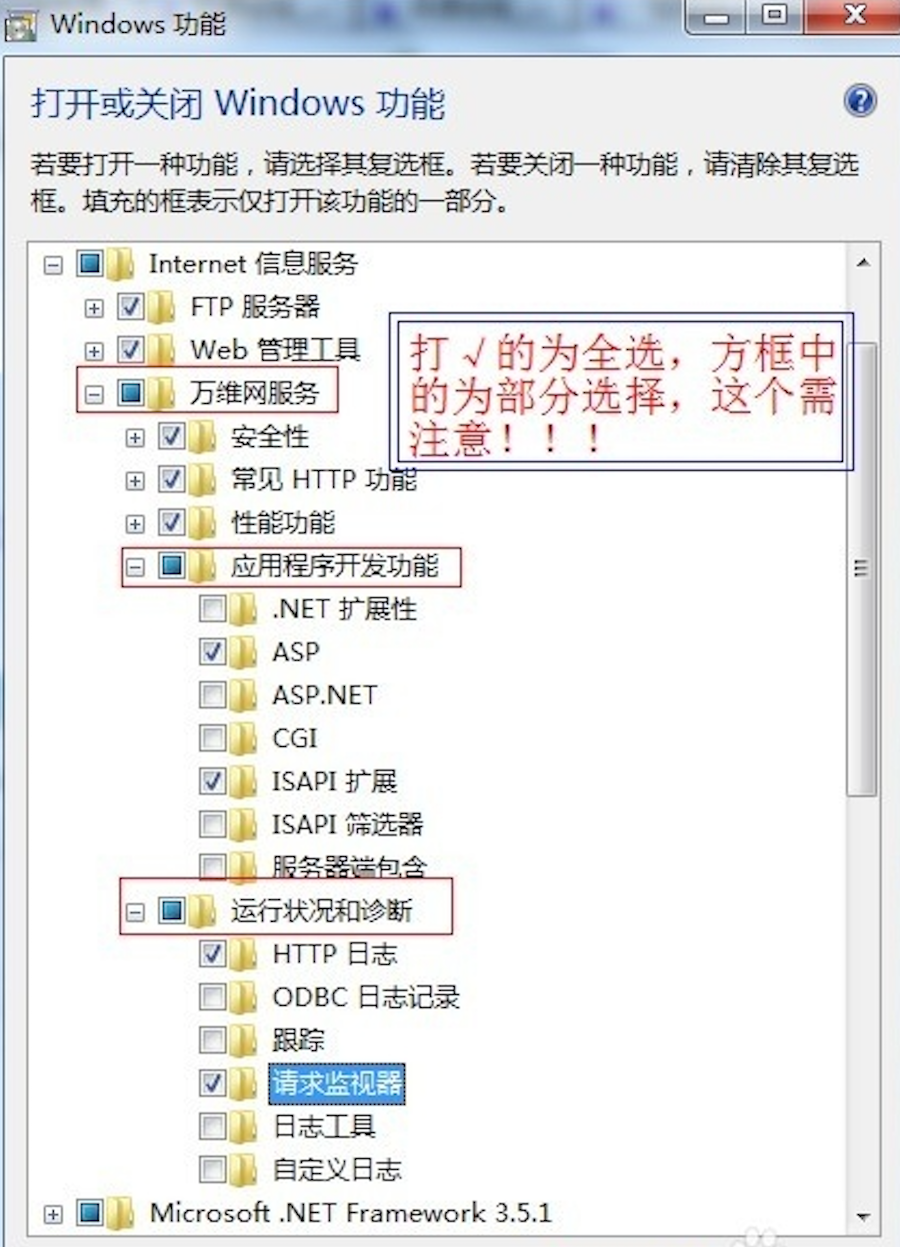 Windows 功能
打开或关闭 Windows 功能
若要打开一种功能，请选择其复选框。若要关闭一种功能，请清除其复选
框。填充的框表示仅打开该功能的一部分。
Internet 信息服务
FTP 服务器
Web 管理工具
打√的为全选，方框中
的为部分选择，这个需
注意！！！
万维网服务
安全性
常见 HTTP 功能
性能功能
应用程序开发功能
.NET 扩展性
ASP
ASP.NET
CGI
ISAPI 扩展
ISAPI 筛选器
服务器端包含
运行状况和诊断
HTTP 日志
ODBC 日志记录
跟踪
请求监视器
日志工具
自定义日志
Microsoft .NET Framework 3.5.1